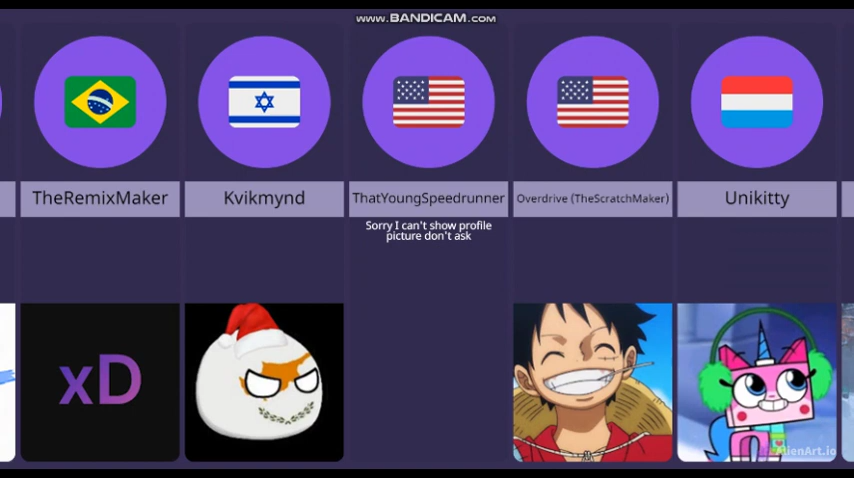 www.BANDICAM.com
TheRemixMaker
Kvikmynd
ThatYoungSpeedrunner
Overdrive (TheScratchMaker)
Unikitty
Sorry I can't show profile
picture don't ask
xD
AlienArt.io